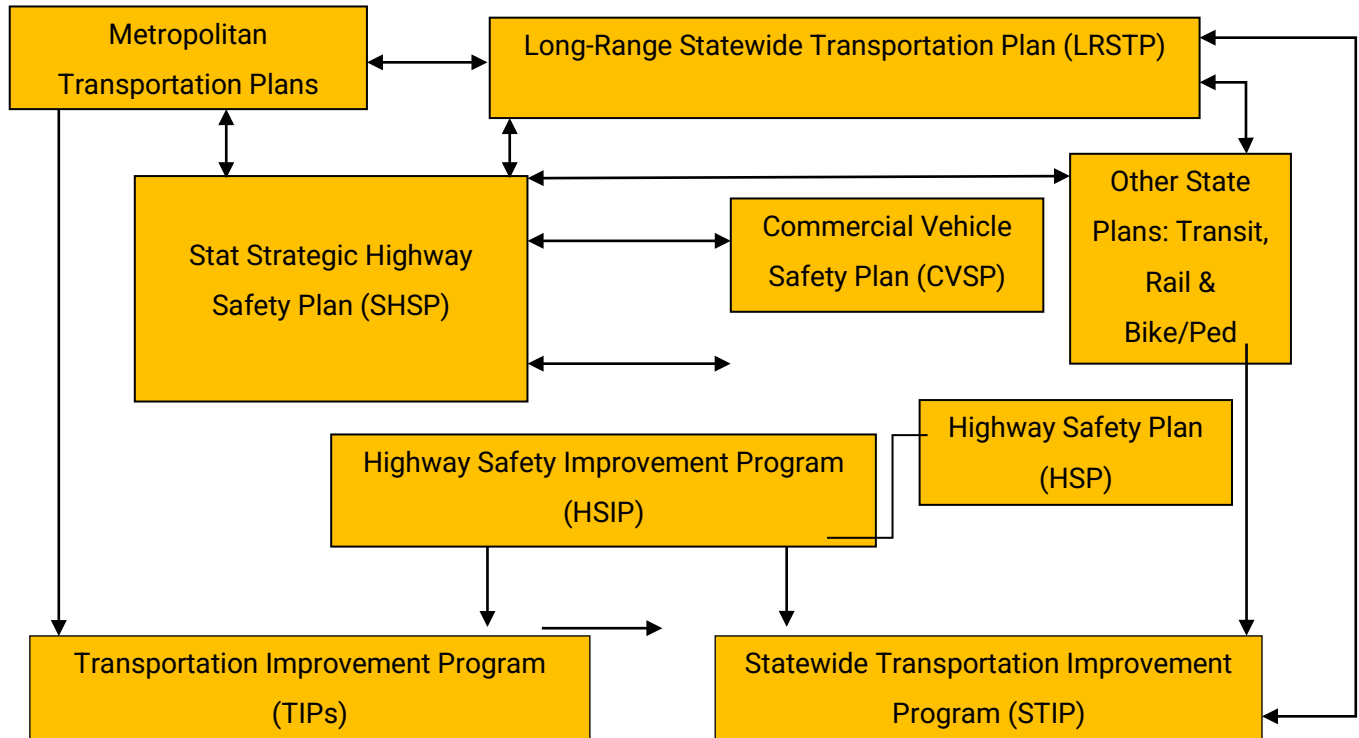 Metropolitan
Transportation Plans
Long-Range Statewide Transportation Plan (LRSTP)
Stat Strategic Highway
Safety Plan (SHSP)
Commercial Vehicle
Safety Plan (CVSP)
Other State
Plans: Transit,
Rail &
Bike/Ped
Highway Safety Improvement Program
(HSIP)
Highway Safety Plan
(HSP)
Transportation Improvement Program
(TIPs)
Statewide Transportation Improvement
Program (STIP)